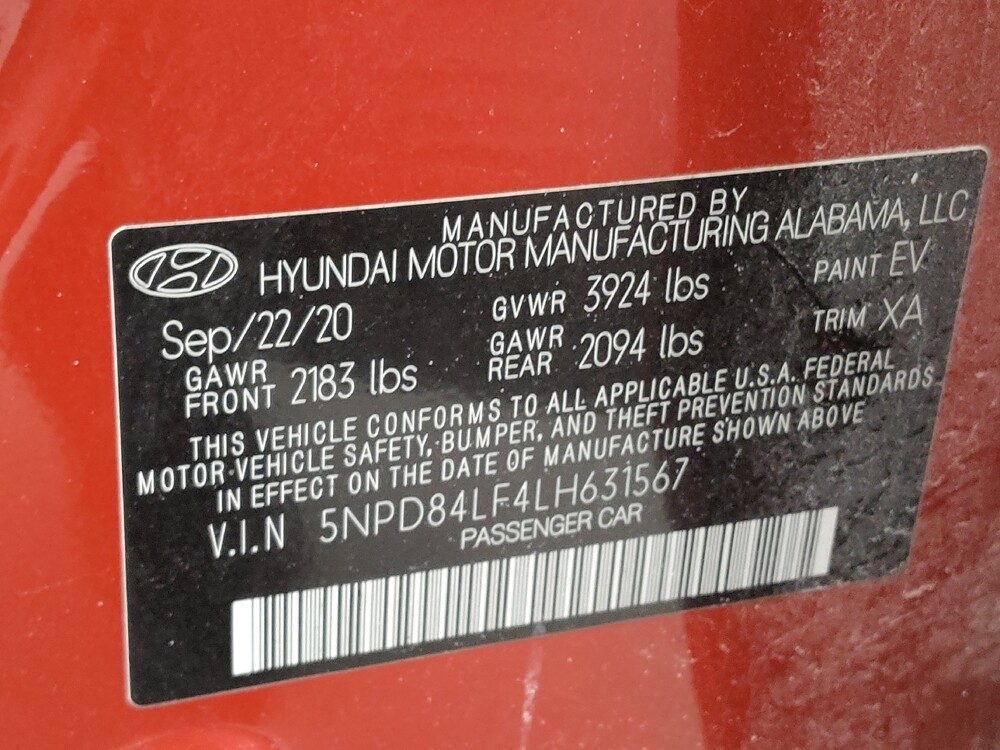 MANUFACTURED BY
HYUNDAI MOTOR MANUFACTURING ALABAMA, LLC
Sep/22/20 GVWR 3924 lbs PAINT EV
GAWR FRONT 2183 lbs GAWR REAR 2094 lbs TRIM XA
THIS VEHICLE CONFORMS TO ALL APPLICABLE U.S.A. FEDERAL
MOTOR-VEHICLE SAFETY, BUMPER, AND THEFT PREVENTION STANDARDS
IN EFFECT ON THE DATE OF MANUFACTURE SHOWN ABOVE
V.I.N 5NPD84LF4LH631567
PASSENGER CAR